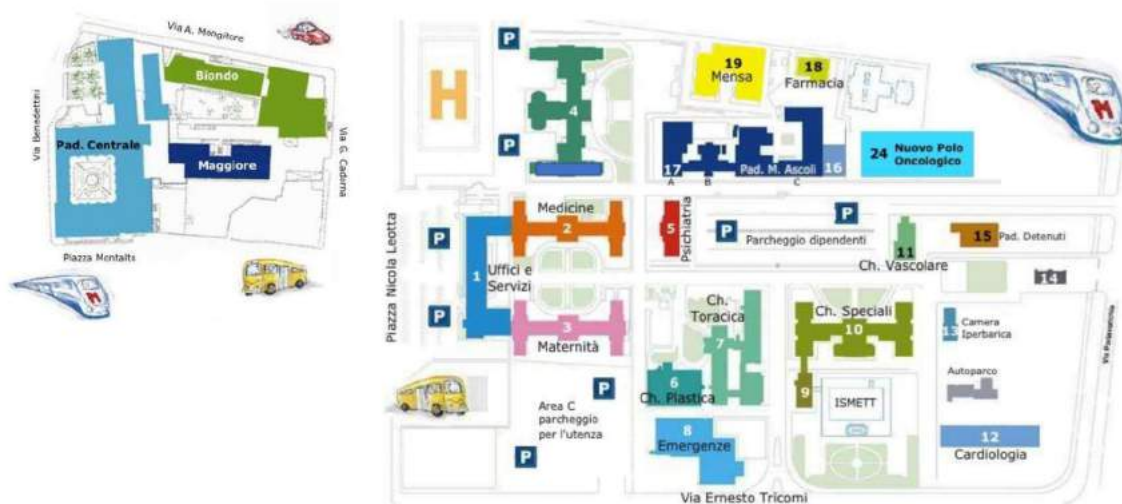 Via A. Mongitore
Biondo
Via Benedettini
Pad. Centrale
Maggiore
Via G. Cadorna
Piazza Montalto
M
P
H
4
P
19
Mensa
18
Farmacia
M
17
Pad. M. Ascoli
16
A
B
C
24 Nuovo Polo
Oncologico
Piazza Nicola Leotta
P
P
1
Uffici e
Servizi
Medicine
2
3
Maternità
5
Psichiatria
P
P
Parcheggio dipendenti
11
Ch. Vascolare
15
Pad. Detenuti
14
Ch.
Toracica
7
Ch. Speciali
10
13
Camera
Iperbarica
6
Ch. Plastica
9
ISMETT
Autoparco
P
Area C
parcheggio
per l'utenza
P
8
Emergenze
12
Cardiologia
Via Ernesto Tricomi